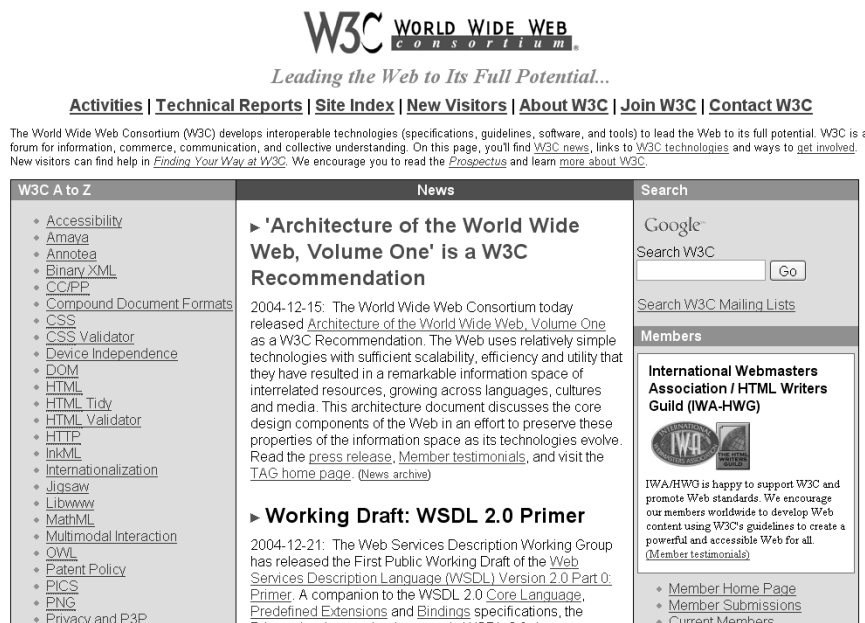 W3C WORLD WIDE WEB
consortium®
Leading the Web to Its Full Potential...
Activities | Technical Reports | Site Index | New Visitors | About W3C | Join W3C | Contact W3C
The World Wide Web Consortium (W3C) develops interoperable technologies (specifications, guidelines, software, and tools) to lead the Web to its full potential. W3C is a
forum for information, commerce, communication, and collective understanding. On this page, you'll find W3C news, links to W3C technologies and ways to get involved.
New visitors can find help in Finding Your Way at W3C. We encourage you to read the Prospectus and learn more about W3C.
W3C A to Z
Accessibility
Amaya
Annotea
Binary XML
CC/PP
Compound Document Formats
CSS
CSS Validator
Device Independence
DOM
HTML
HTML Tidy
HTML Validator
HTTP
InkML
Internationalization
Jigsaw
Libwww
MathML
Multimodal Interaction
OWL
Patent Policy
PICS
PNG
Privacy and P3P
News
'Architecture of the World Wide
Web, Volume One' is a W3C
Recommendation
2004-12-15: The World Wide Web Consortium today
released Architecture of the World Wide Web, Volume One
as a W3C Recommendation. The Web uses relatively simple
technologies with sufficient scalability, efficiency and utility that
they have resulted in a remarkable information space of
interrelated resources, growing across languages, cultures
and media. This architecture document discusses the core
design components of the Web in an effort to preserve these
properties of the information space as its technologies evolve.
Read the press release, Member testimonials, and visit the
TAG home page. (News archive)
Working Draft: WSDL 2.0 Primer
2004-12-21: The Web Services Description Working Group
has released the First Public Working Draft of the Web
Services Description Language (WSDL) Version 2.0 Part 0:
Primer. A companion to the WSDL 2.0 Core Language,
Predefined Extensions and Bindings specifications, the
Search
Google™
Search W3C
Go
Search W3C Mailing Lists
Members
International Webmasters
Association / HTML Writers
Guild (IWA-HWG)
INTERNATIONAL
IWA
WEBMASTERS ASSOCIATION
THE HTML
WRITERS
GUILD
IWA/HWG is happy to support W3C and
promote Web standards. We encourage
our members worldwide to develop Web
content using W3C's guidelines to create a
powerful and accessible Web for all.
(Member testimonials)
Member Home Page
Member Submissions
Current Members